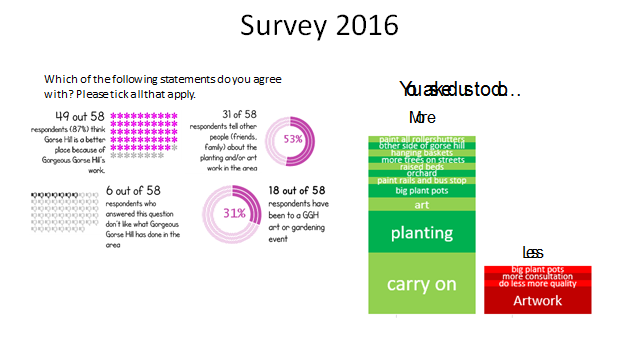 Survey 2016
Which of the following statements do you agree
with? Please tick all that apply.
49 out 58
respondents (87%) think
Gorse Hill is a better
place because of
Gorgeous Gorse Hill's
work.
31 of 58
respondents tell other
people (friends,
family) about the
planting and/or art
work in the area
53%
6 out of 58
respondents who
answered this question
don't like what Gorgeous
Gorse Hill has done in the
area
31%
18 out of 58
respondents have
been to a GGH
art or gardening
event
You asked us to do...
More
paint all rollershutters
other side of gorse hill
hanging baskets
more trees on streets
raised beds
orchard
paint rails and bus stop
big plant pots
art
planting
carry on
Less
big plant pots
more consultation
do less more quality
Artwork